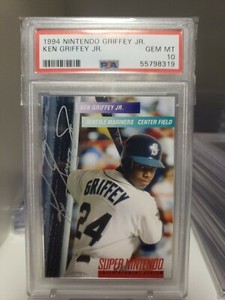 1994 NINTENDO GRIFFEY JR.
KEN GRIFFEY JR.
GEM MT
10
PSA
55798319
KEN GRIFFEY JR.
SEATTLE MARINERS CENTER FIELD
GRIFFEY
24
SUPER NINTENDO